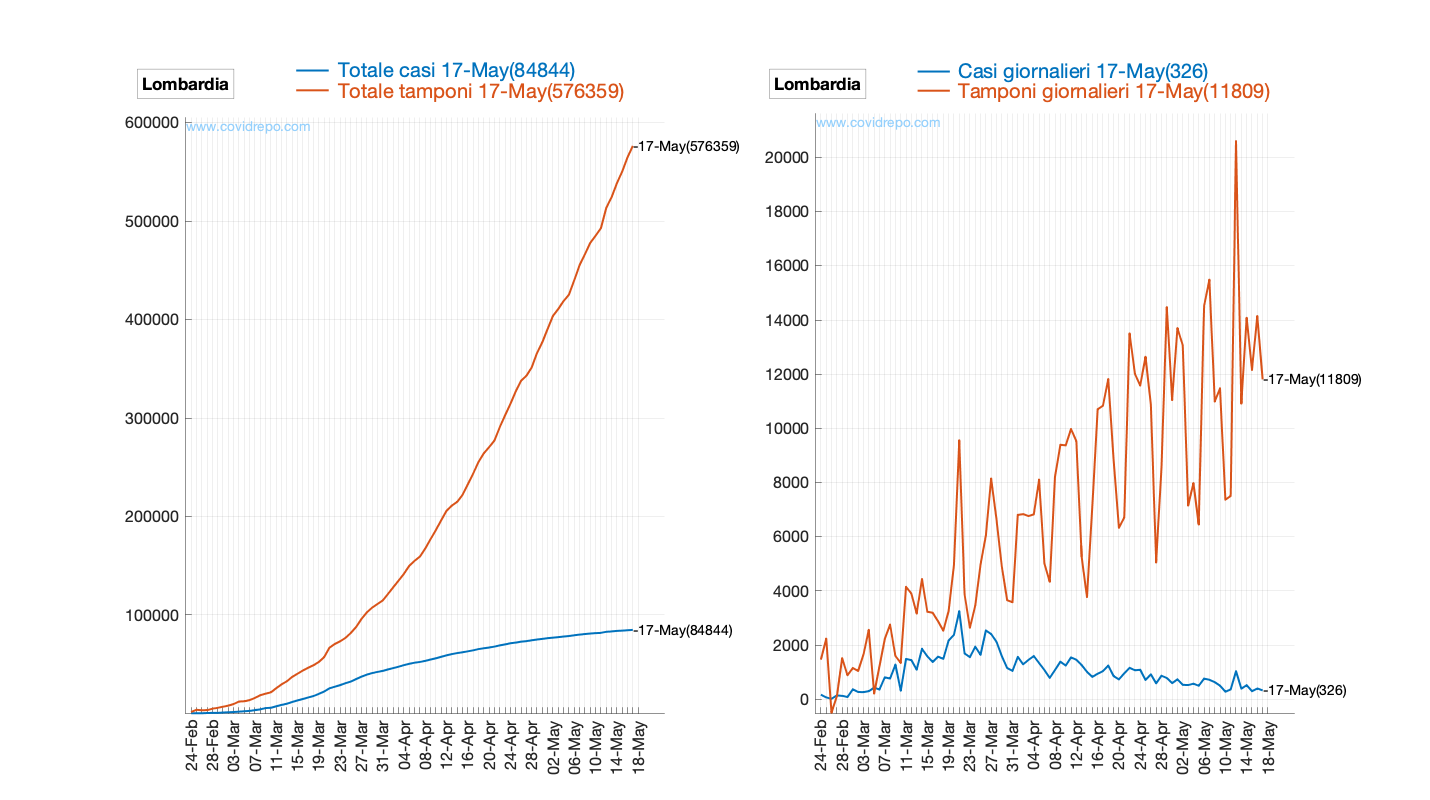 Lombardia
Totale casi 17-May(84844)
Totale tamponi 17-May(576359)
www.covidrepo.com
600000
500000
400000
300000
200000
100000
-17-May(576359)
-17-May(84844)
24-Feb
28-Feb
03-Mar
07-Mar
11-Mar
15-Mar
19-Mar
23-Mar
27-Mar
31-Mar
04-Apr
08-Apr
12-Apr
16-Apr
20-Apr
24-Apr
28-Apr
02-May
06-May
10-May
14-May
18-May
Lombardia
Casi giornalieri 17-May(326)
Tamponi giornalieri 17-May(11809)
www.covidrepo.com
20000
18000
16000
14000
12000
10000
8000
6000
4000
2000
0
-17-May(11809)
-17-May(326)
24-Feb
28-Feb
03-Mar
07-Mar
11-Mar
15-Mar
19-Mar
23-Mar
27-Mar
31-Mar
04-Apr
08-Apr
12-Apr
16-Apr
20-Apr
24-Apr
28-Apr
02-May
06-May
10-May
14-May
18-May